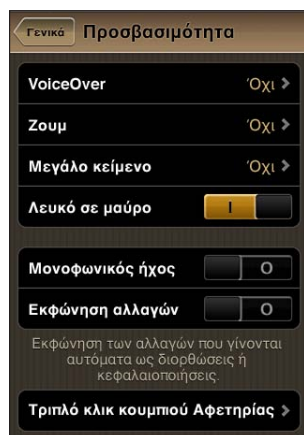 Γενικά Προσβασιμότητα
VoiceOver Όχι
Ζουμ Όχι
Μεγάλο κείμενο Όχι
Λευκό σε μαύρο
Μονοφωνικός ήχος
Εκφώνηση αλλαγών
Εκφώνηση των αλλαγών που γίνονται
αυτόματα ως διορθώσεις ή
κεφαλαιοποιήσεις.
Τριπλό κλικ κουμπιού Αφετηρίας